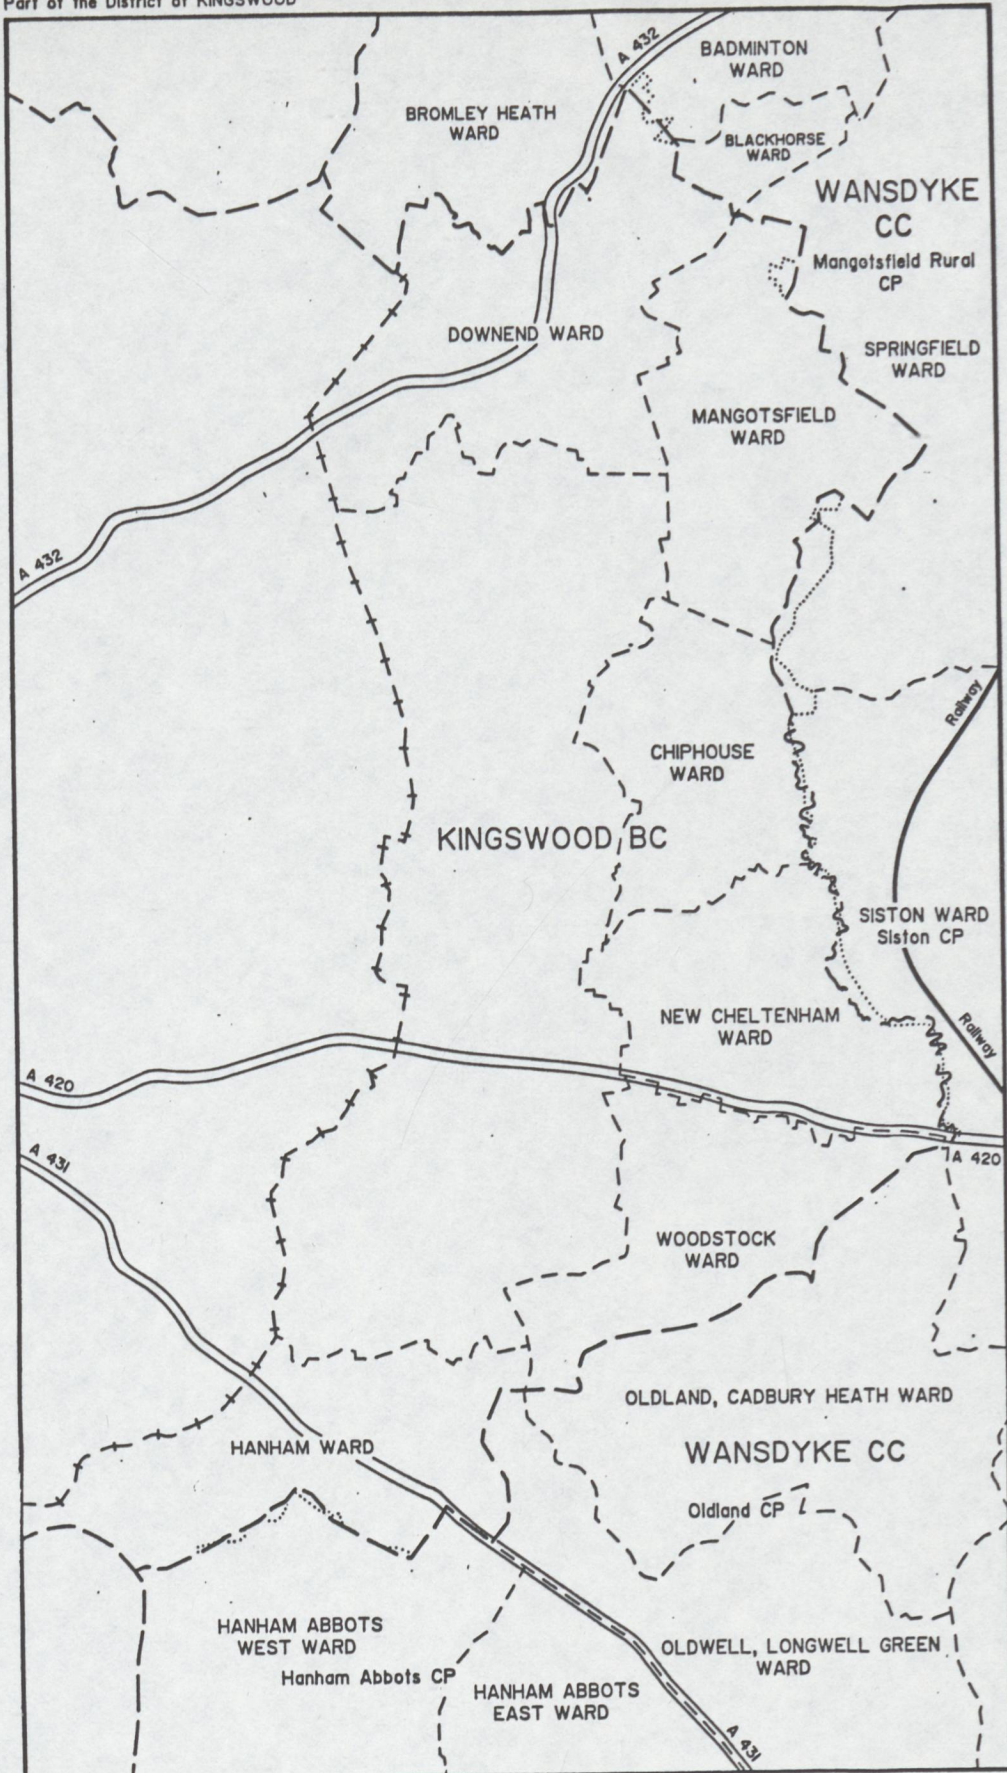 Part of the District of KINGSWOOD
A 432
BADMINTON
WARD
BROMLEY HEATH
WARD
BLACKHORSE
WARD
WANSDYKE
CC
Mangotsfield Rural
CP
DOWNEND WARD
SPRINGFIELD
WARD
MANGOTSFIELD
WARD
A 432
Railway
CHIPHOUSE
WARD
KINGSWOOD BC
SISTON WARD
Siston CP
NEW CHELTENHAM
WARD
Railway
A 420
A 420
A 431
WOODSTOCK
WARD
OLDLAND, CADBURY HEATH WARD
HANHAM WARD
WANSDYKE CC
Oldland CP
HANHAM ABBOTS
WEST WARD
Hanham Abbots CP
OLDWELL, LONGWELL GREEN
WARD
HANHAM ABBOTS
EAST WARD
A 431